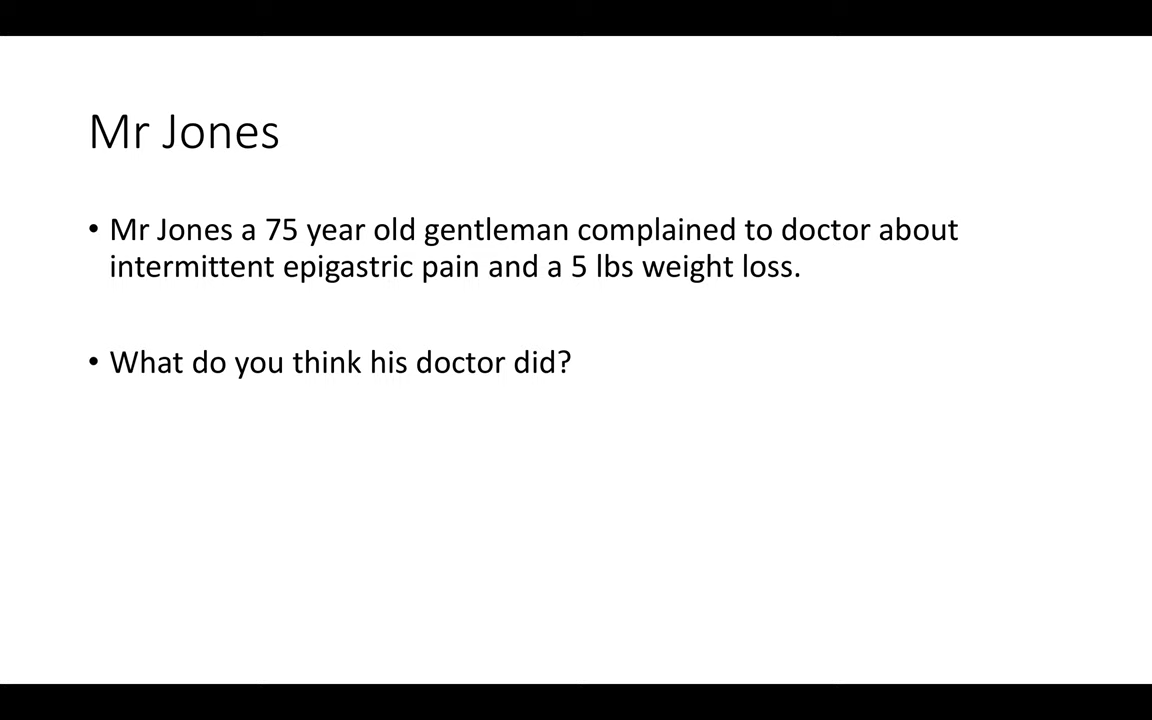 Mr Jones
• Mr Jones a 75 year old gentleman complained to doctor about
intermittent epigastric pain and a 5 lbs weight loss.
• What do you think his doctor did?